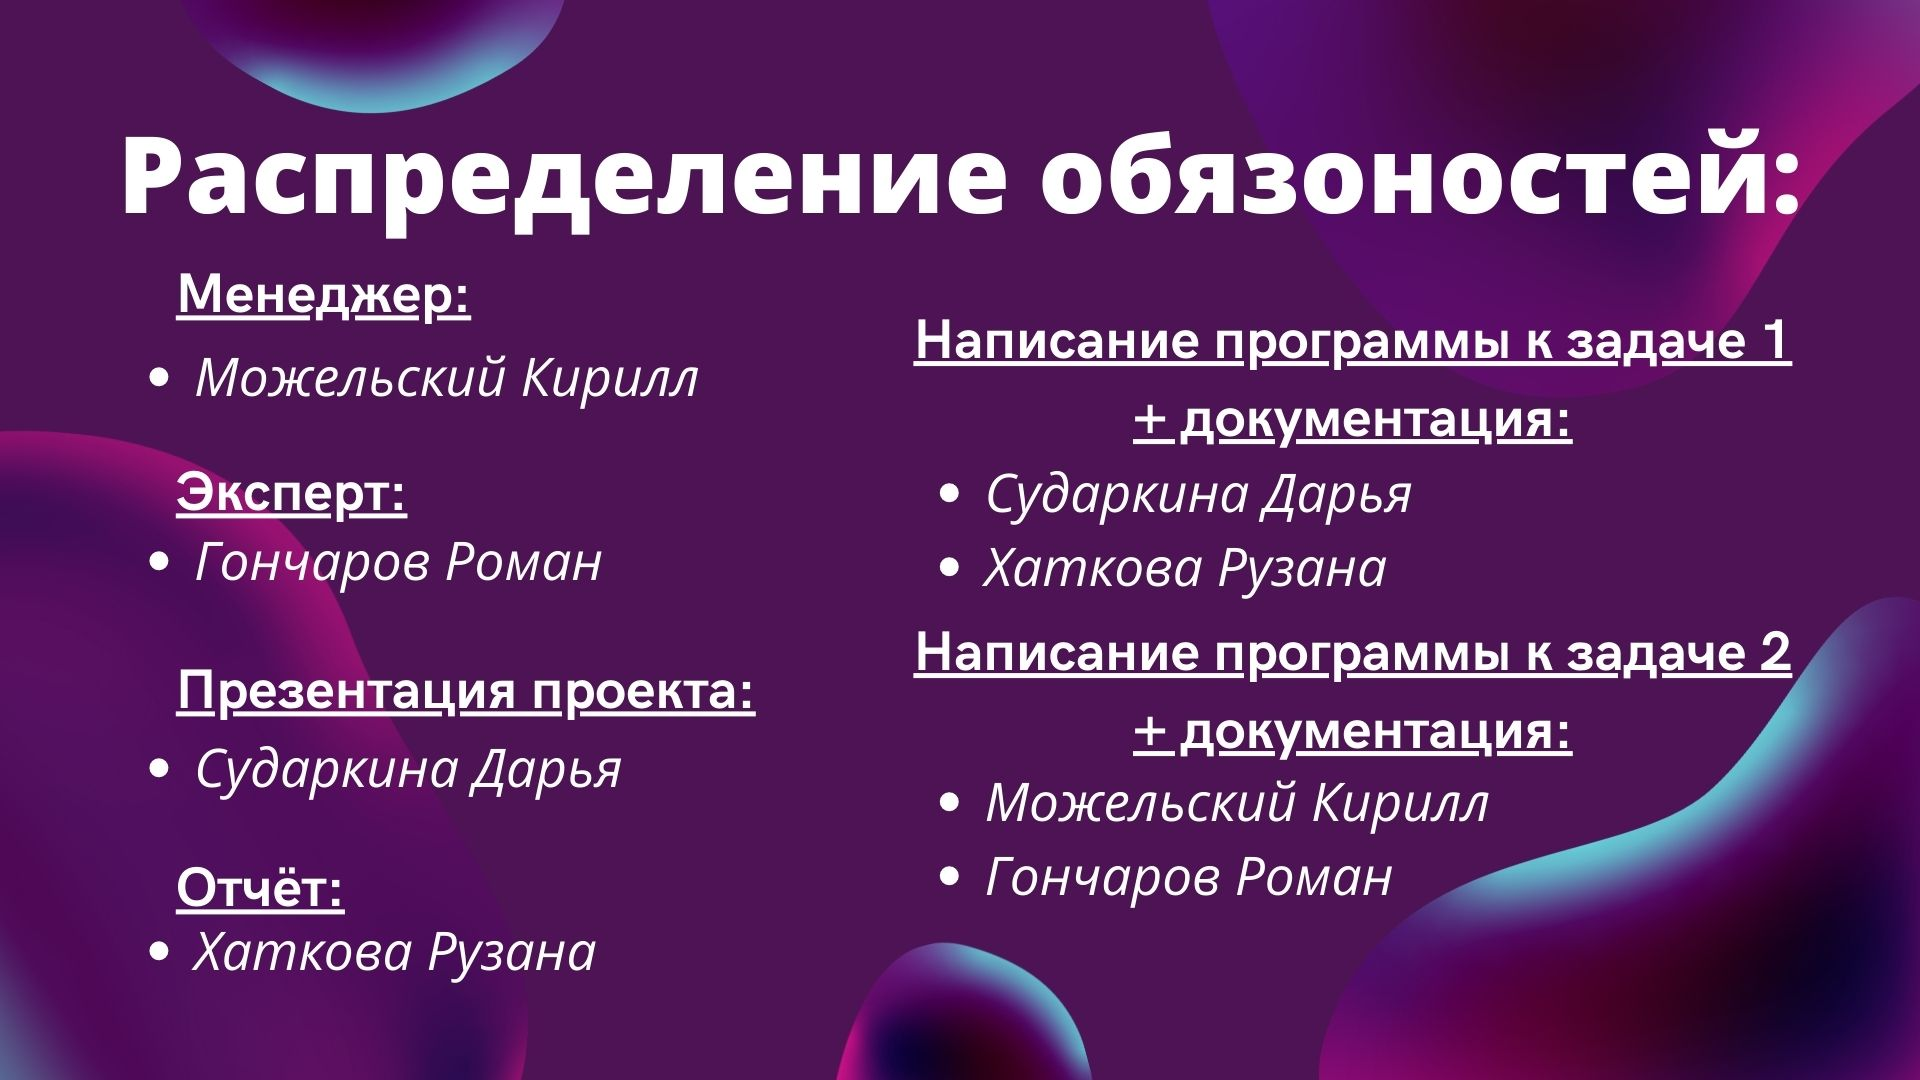 Распределение обязоностей:
Менеджер:
Можельский Кирилл
Эксперт:
Гончаров Роман
Презентация проекта:
Сударкина Дарья
Отчёт:
Хаткова Рузана
Написание программы к задаче 1
+ документация:
Сударкина Дарья
Хаткова Рузана
Написание программы к задаче 2
+ документация:
Можельский Кирилл
Гончаров Роман